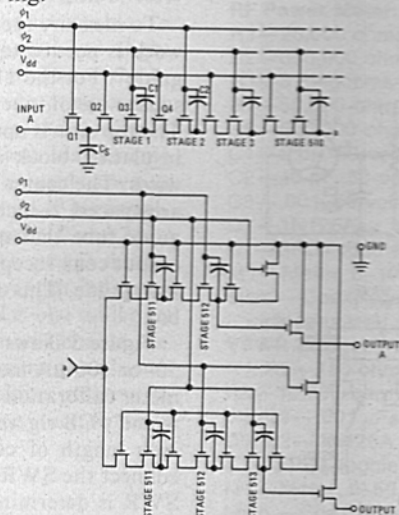 ϕ1
ϕ2
Vdd
INPUT
A
Q1
Q2
Q3
C1
Q4
C2
C3
CS
STAGE 1
STAGE 2
STAGE 3
STAGE 510
ϕ1
ϕ2
Vdd
GND
STAGE 511
STAGE 512
OUTPUT
A
STAGE 511
STAGE 512
STAGE 513
OUTPUT